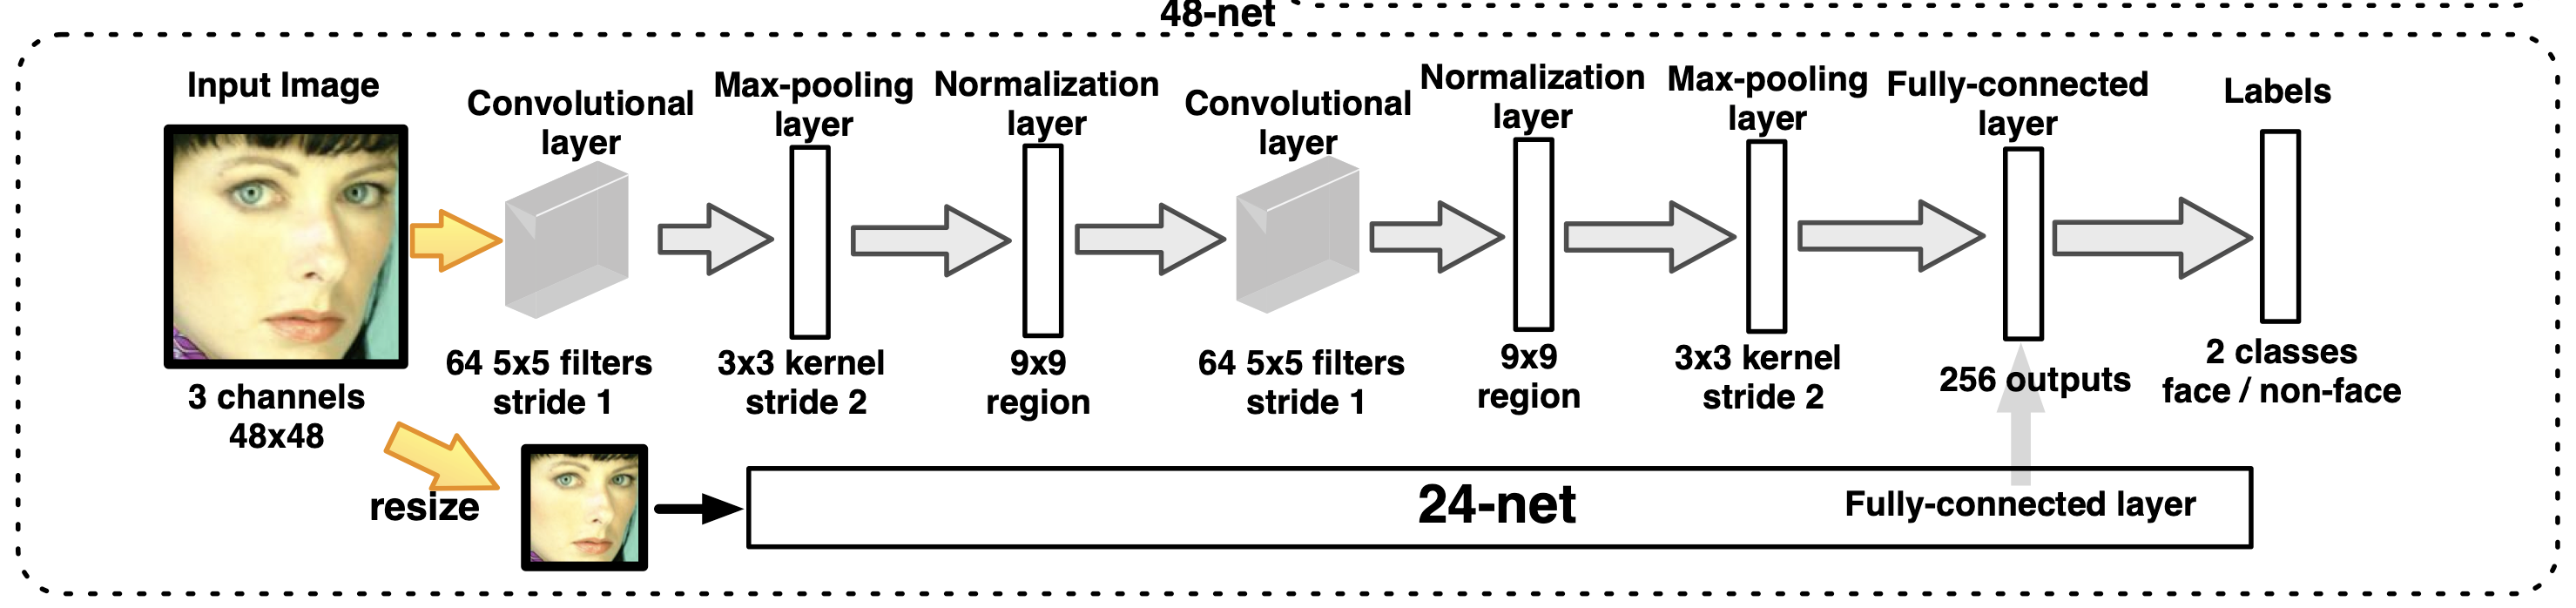 48-net
Input Image
Convolutional
layer
Max-pooling
layer
Normalization
layer
Convolutional
layer
Normalization
layer
Max-pooling
layer
Fully-connected
layer
Labels
3 channels
48x48
64 5x5 filters
stride 1
3x3 kernel
stride 2
9x9
region
64 5x5 filters
stride 1
9x9
region
3x3 kernel
stride 2
256 outputs
2 classes
face / non-face
resize
24-net
Fully-connected layer